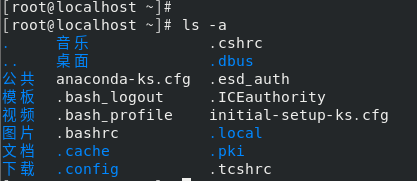 [root@localhost ~]#
[root@localhost ~]# ls -a
. 音乐 .cshrc
.. 桌面 .dbus
公共 anaconda-ks.cfg .esd_auth
模板 .bash_logout .ICEauthority
视频 .bash_profile initial-setup-ks.cfg
图片 .bashrc .local
文档 .cache .pki
下载 .config .tcshrc